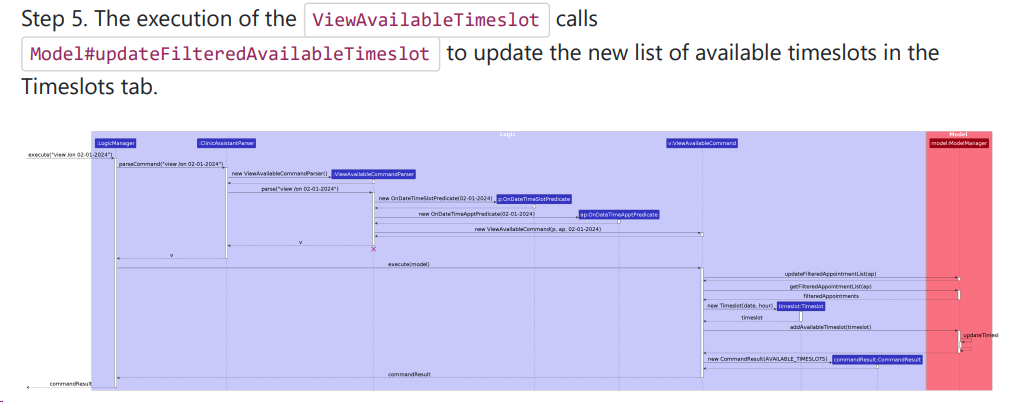 Step 5. The execution of the ViewAvailableTimeslot calls
Model#updateFilteredAvailableTimeslot to update the new list of available timeslots in the
Timeslots tab.
Logic
Model
:LogicManager
:ClinicAssistantParser
v:ViewAvailableCommand
model:ModelManager
execute("view /on 02-01-2024")
parseCommand("view /on 02-01-2024")
new ViewAvailableCommandParser()
:ViewAvailableCommandParser
parse("view /on 02-01-2024")
new OnDateTimeSlotPredicate(02-01-2024)
p:OnDateTimeSlotPredicate
new OnDateTimeApptPredicate(02-01-2024)
ap:OnDateTimeApptPredicate
new ViewAvailableCommand(p, ap, 02-01-2024)
v
v
execute(model)
updateFilteredAppointmentList(ap)
getFilteredAppointmentList(ap)
filteredAppointments
new Timeslot(date, hour)
timeslot:Timeslot
timeslot
addAvailableTimeslot(timeslot)
updateTimesl
new CommandResult(AVAILABLE_TIMESLOTS)
commandResult:CommandResult
commandResult
commandResult